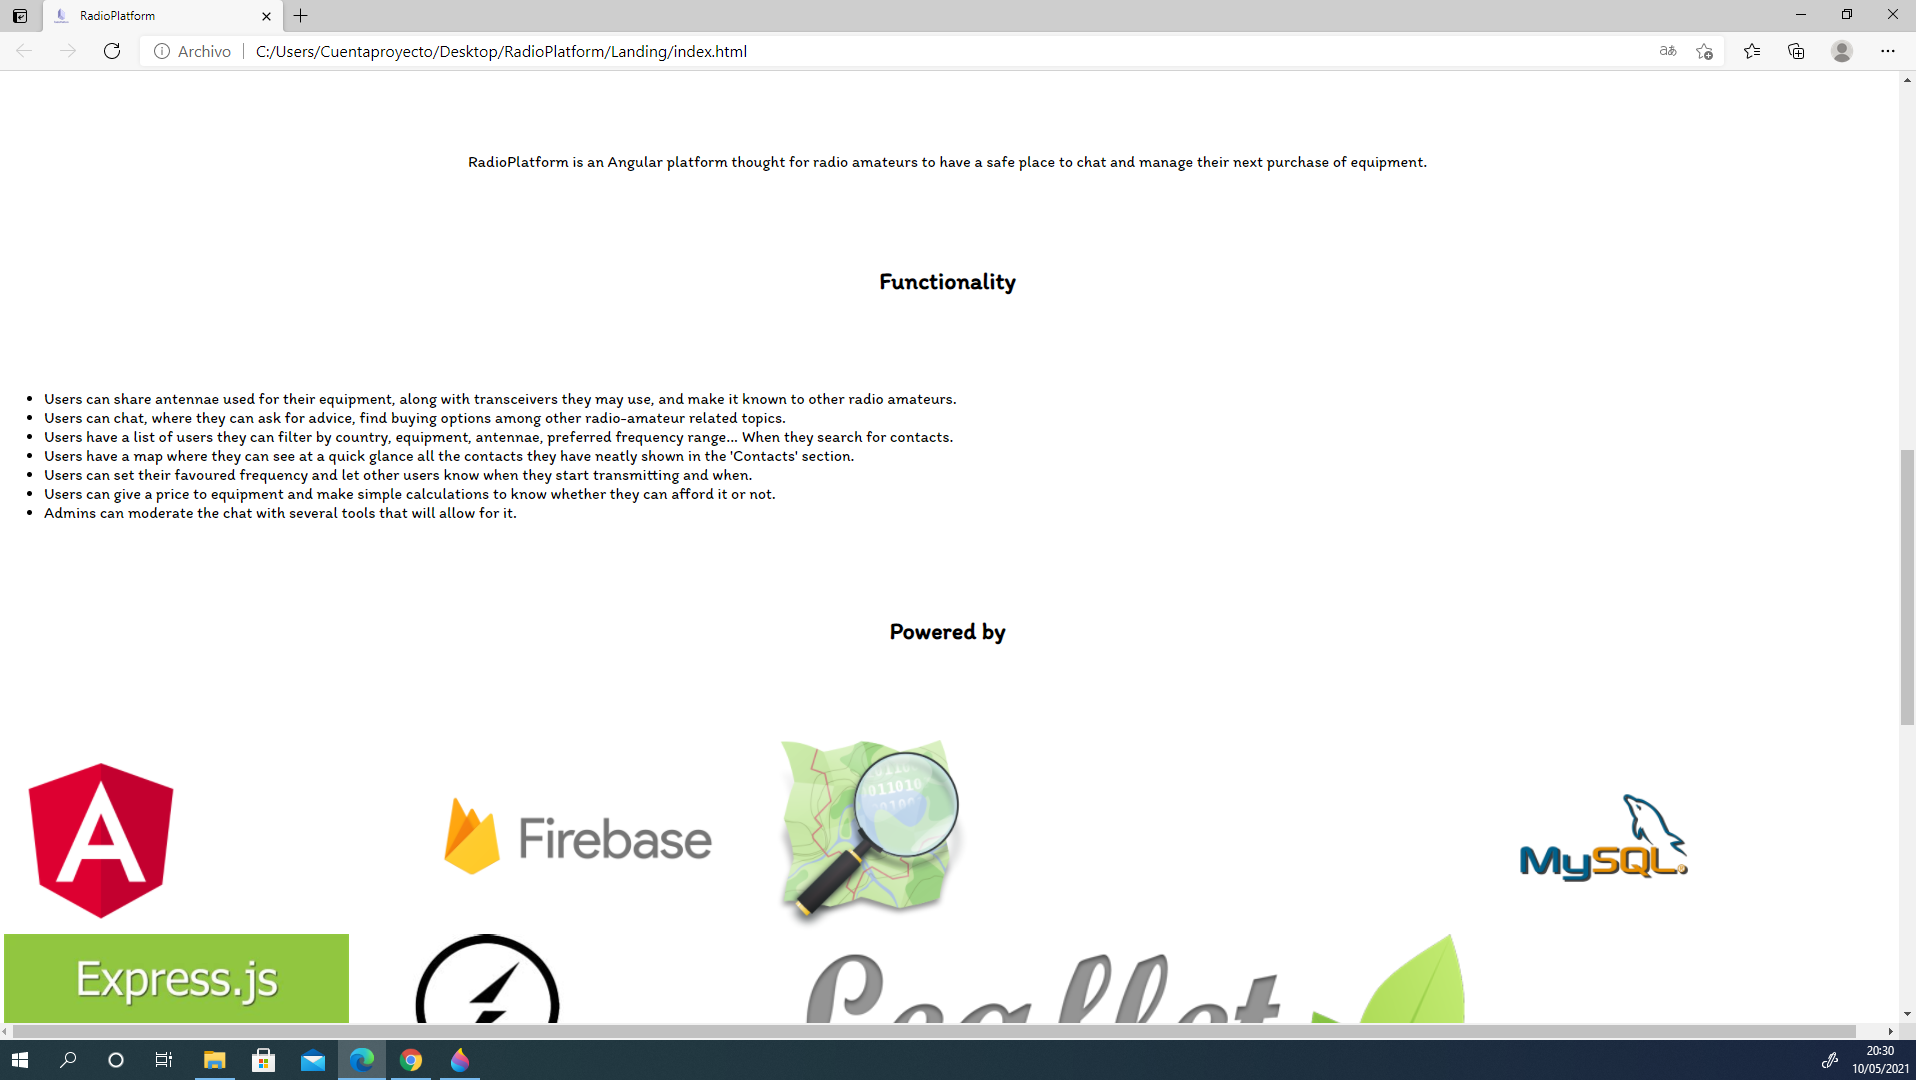 RadioPlatform
Archivo
C:/Users/Cuentaproyecto/Desktop/RadioPlatform/Landing/index.html
aあ
RadioPlatform is an Angular platform thought for radio amateurs to have a safe place to chat and manage their next purchase of equipment.
Functionality
Users can share antennae used for their equipment, along with transceivers they may use, and make it known to other radio amateurs.
Users can chat, where they can ask for advice, find buying options among other radio-amateur related topics.
Users have a list of users they can filter by country, equipment, antennae, preferred frequency range... When they search for contacts.
Users have a map where they can see at a quick glance all the contacts they have neatly shown in the 'Contacts' section.
Users can set their favoured frequency and let other users know when they start transmitting and when.
Users can give a price to equipment and make simple calculations to know whether they can afford it or not.
Admins can moderate the chat with several tools that will allow for it.
Powered by
A
Firebase
MySQL
Express.js
Leaflet
20:30
10/05/2021